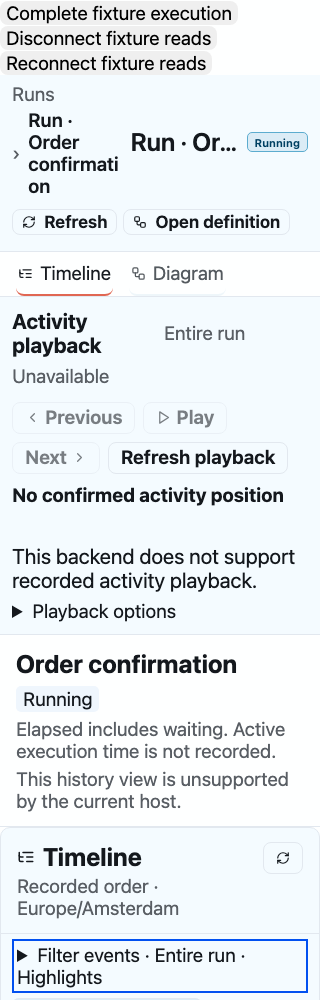 Complete fixture execution
Disconnect fixture reads
Reconnect fixture reads
Runs
› Run ·
Order
confirmati
on
Run · Or… Running
Refresh Open definition
Timeline Diagram
Activity
playback
Entire run
Unavailable
Previous Play
Next Refresh playback
No confirmed activity position
This backend does not support
recorded activity playback.
Playback options
Order confirmation
Running
Elapsed includes waiting. Active
execution time is not recorded.
This history view is unsupported
by the current host.
Timeline
Recorded order ·
Europe/Amsterdam
Filter events · Entire run ·
Highlights